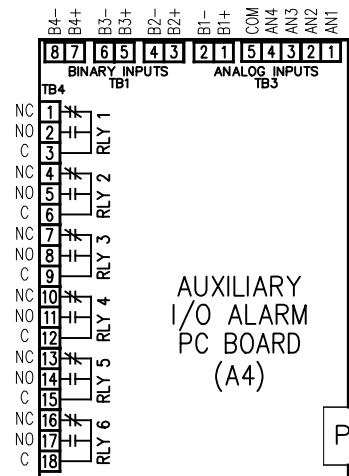 B4- B4+ B3- B3+ B2- B2+ B1- B1+ COM AN4 AN3 AN2 AN1
8 7 6 5 4 3 2 1 5 4 3 2 1
BINARY INPUTS ANALOG INPUTS
TB1 TB3
TB4
NC 1
NO 2
C 3
RLY 1
NC 4
NO 5
C 6
RLY 2
NC 7
NO 8
C 9
RLY 3
NC 10
NO 11
C 12
RLY 4
NC 13
NO 14
C 15
RLY 5
NC 16
NO 17
C 18
RLY 6
AUXILIARY
I/O ALARM
PC BOARD
(A4)
P